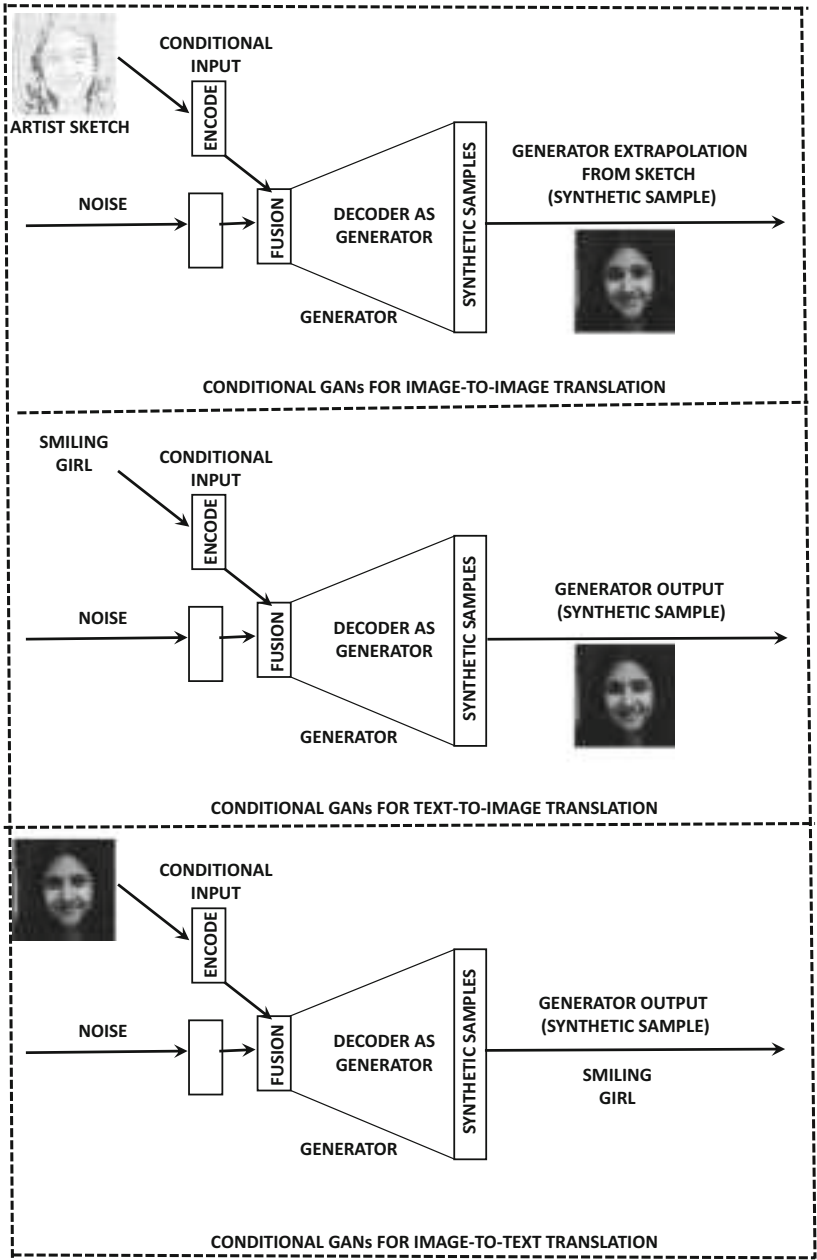 CONDITIONAL
INPUT
ARTIST SKETCH
ENCODE
NOISE
FUSION
DECODER AS
GENERATOR
SYNTHETIC SAMPLES
GENERATOR EXTRAPOLATION
FROM SKETCH
(SYNTHETIC SAMPLE)
GENERATOR
CONDITIONAL GANs FOR IMAGE-TO-IMAGE TRANSLATION
SMILING
GIRL
CONDITIONAL
INPUT
ENCODE
NOISE
FUSION
DECODER AS
GENERATOR
SYNTHETIC SAMPLES
GENERATOR OUTPUT
(SYNTHETIC SAMPLE)
GENERATOR
CONDITIONAL GANs FOR TEXT-TO-IMAGE TRANSLATION
CONDITIONAL
INPUT
ENCODE
NOISE
FUSION
DECODER AS
GENERATOR
SYNTHETIC SAMPLES
GENERATOR OUTPUT
(SYNTHETIC SAMPLE)
SMILING
GIRL
GENERATOR
CONDITIONAL GANs FOR IMAGE-TO-TEXT TRANSLATION